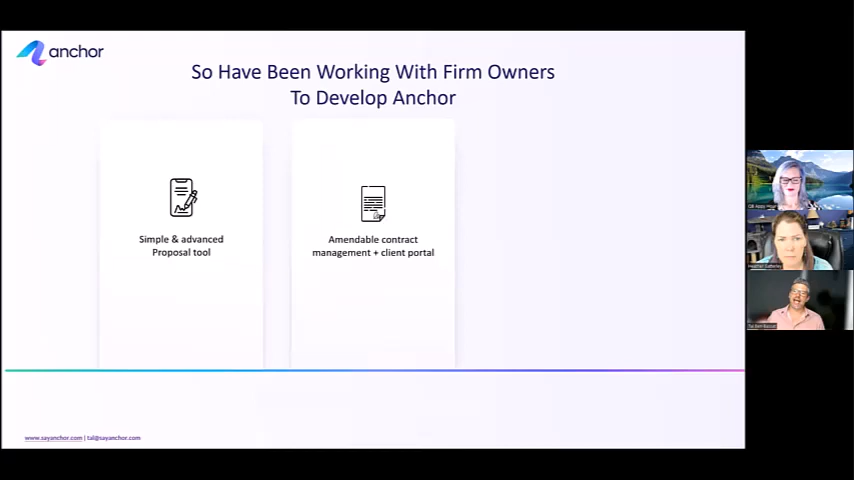 anchor
So Have Been Working With Firm Owners
To Develop Anchor
Simple & advanced
Proposal tool
Amendable contract
management + client portal
www.sayanchor.com | tal@sayanchor.com